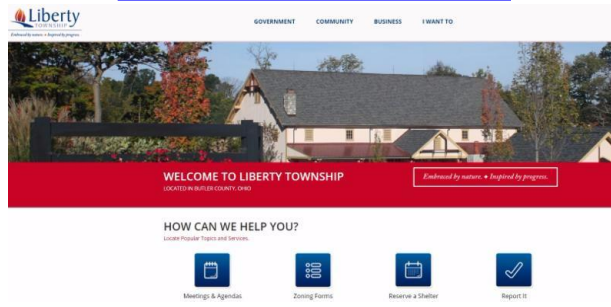 Liberty
TOWNSHIP
Embraced by nature. Inspired by progress.
GOVERNMENT COMMUNITY BUSINESS I WANT TO
WELCOME TO LIBERTY TOWNSHIP
LOCATED IN BUTLER COUNTY, OHIO
Embraced by nature. Inspired by progress.
HOW CAN WE HELP YOU?
Locate Popular Topics and Services.
Meetings & Agendas Zoning Forms Reserve a Shelter Report It